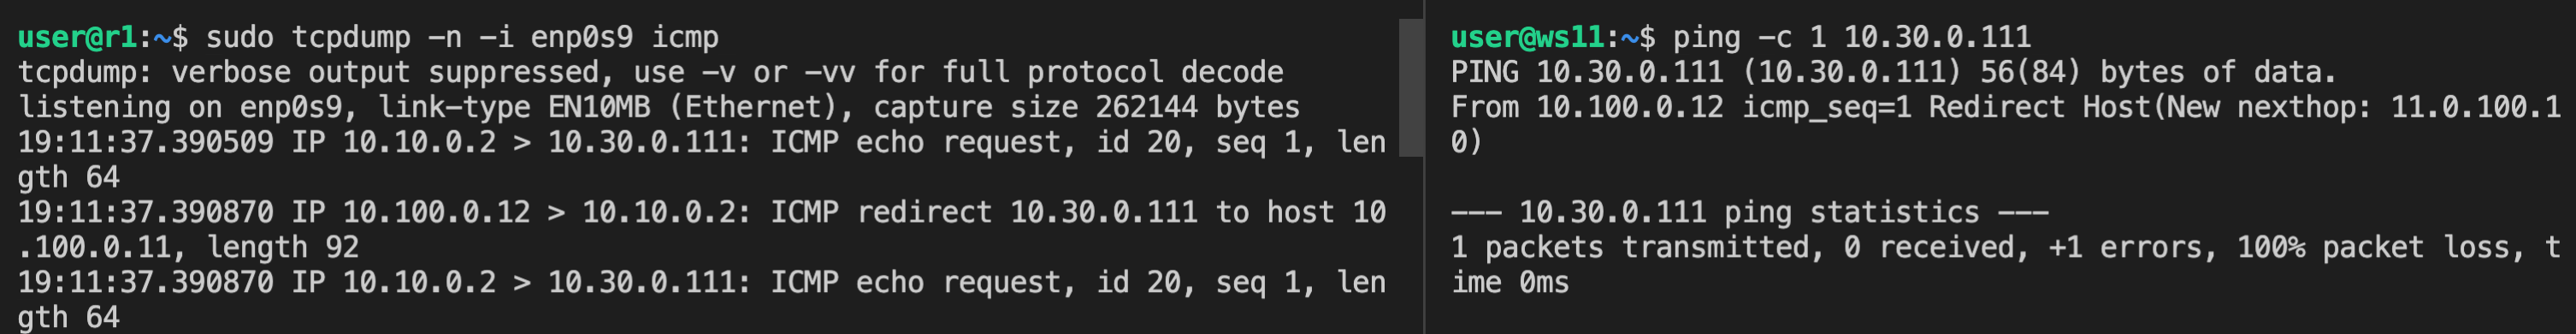 user@r1:~$ sudo tcpdump -n -i enp0s9 icmp
tcpdump: verbose output suppressed, use -v or -vv for full protocol decode
listening on enp0s9, link-type EN10MB (Ethernet), capture size 262144 bytes
19:11:37.390509 IP 10.10.0.2 > 10.30.0.111: ICMP echo request, id 20, seq 1, len
gth 64
19:11:37.390870 IP 10.100.0.12 > 10.10.0.2: ICMP redirect 10.30.0.111 to host 10
.100.0.11, length 92
19:11:37.390870 IP 10.10.0.2 > 10.30.0.111: ICMP echo request, id 20, seq 1, len
gth 64
user@ws11:~$ ping -c 1 10.30.0.111
PING 10.30.0.111 (10.30.0.111) 56(84) bytes of data.
From 10.100.0.12 icmp_seq=1 Redirect Host(New nexthop: 11.0.100.1
0)

--- 10.30.0.111 ping statistics ---
1 packets transmitted, 0 received, +1 errors, 100% packet loss, t
ime 0ms